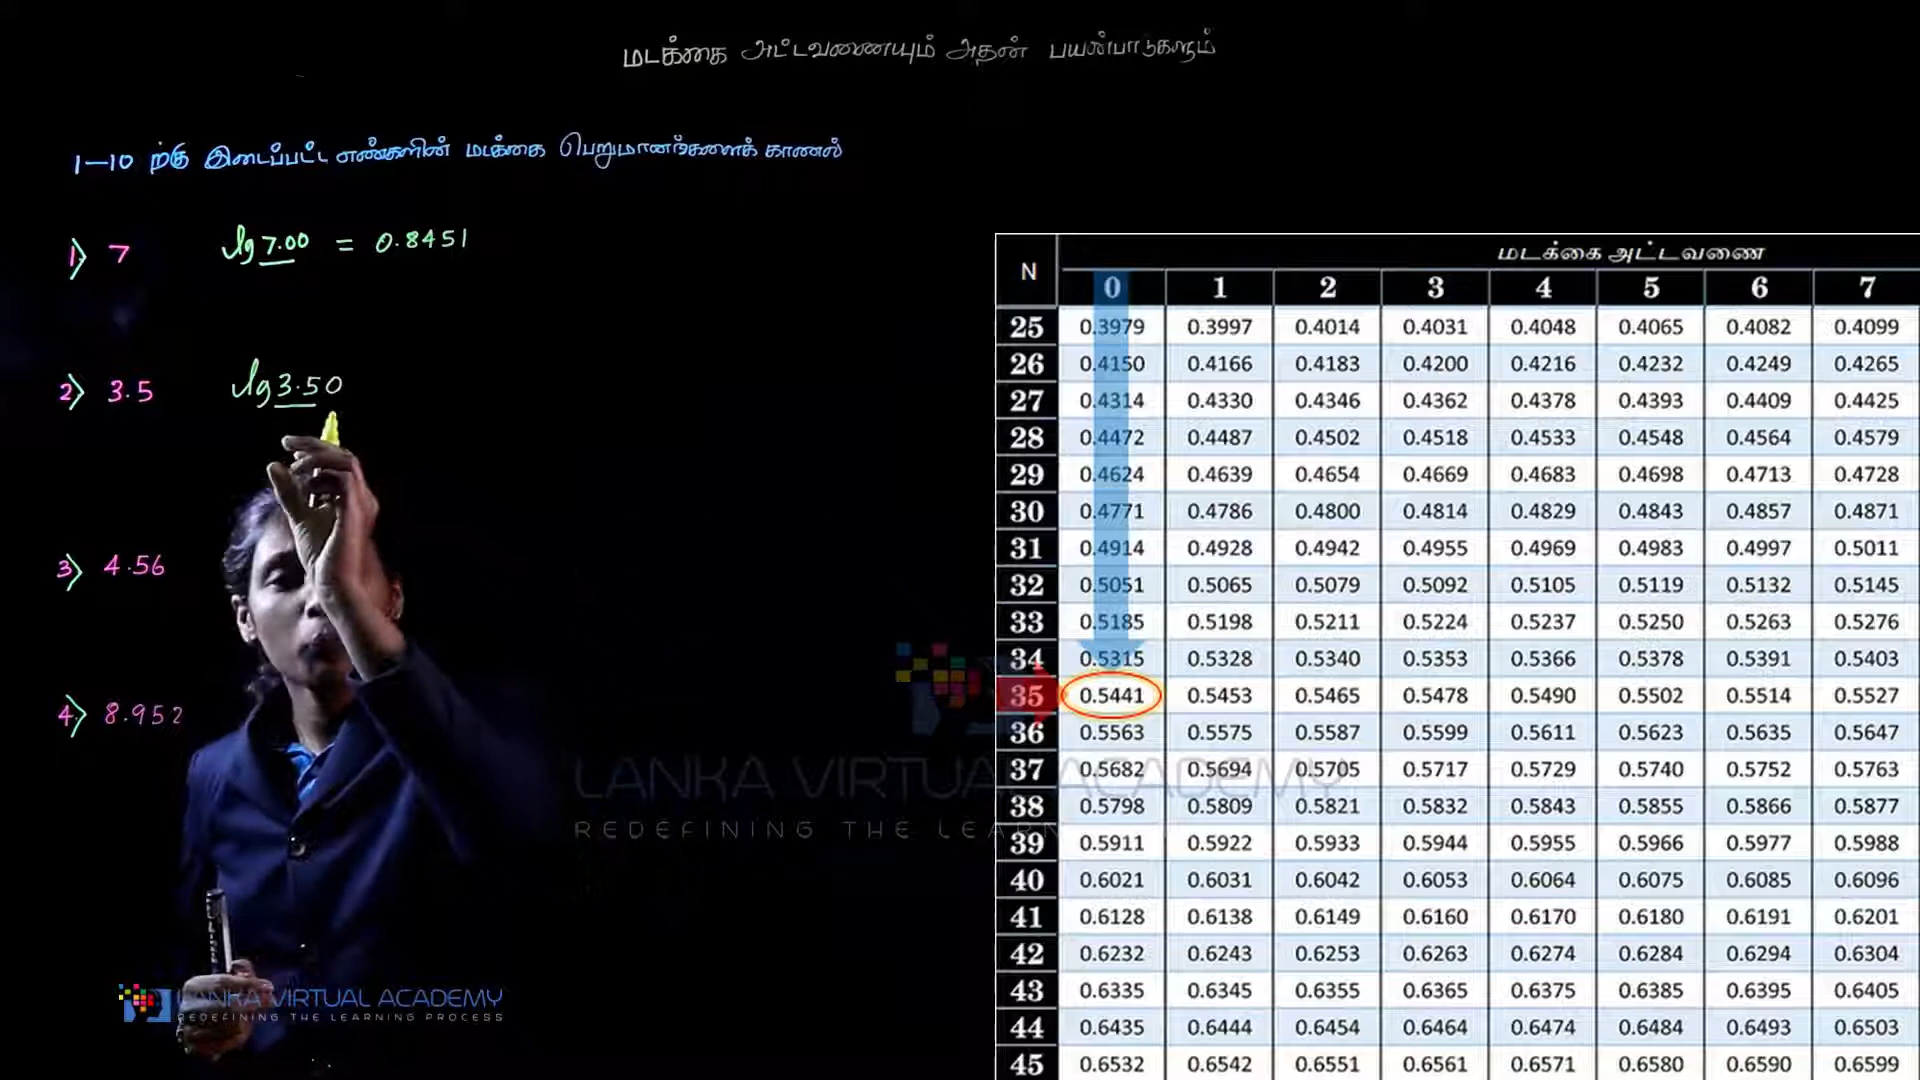 மடக்கை அட்டவணையும் அதன் பயன்பாடுகளும்
1-10 ற்கு இடைப்பட்ட எண்களின் மடக்கை பெறுமானங்களைக் காணல்
1) 7 lg 7.00 = 0.8451
2) 3.5 lg 3.50
3) 4.56
4) 8.952
N மடக்கை அட்டவணை
0 1 2 3 4 5 6 7
25 0.3979 0.3997 0.4014 0.4031 0.4048 0.4065 0.4082 0.4099
26 0.4150 0.4166 0.4183 0.4200 0.4216 0.4232 0.4249 0.4265
27 0.4314 0.4330 0.4346 0.4362 0.4378 0.4393 0.4409 0.4425
28 0.4472 0.4487 0.4502 0.4518 0.4533 0.4548 0.4564 0.4579
29 0.4624 0.4639 0.4654 0.4669 0.4683 0.4698 0.4713 0.4728
30 0.4771 0.4786 0.4800 0.4814 0.4829 0.4843 0.4857 0.4871
31 0.4914 0.4928 0.4942 0.4955 0.4969 0.4983 0.4997 0.5011
32 0.5051 0.5065 0.5079 0.5092 0.5105 0.5119 0.5132 0.5145
33 0.5185 0.5198 0.5211 0.5224 0.5237 0.5250 0.5263 0.5276
34 0.5315 0.5328 0.5340 0.5353 0.5366 0.5378 0.5391 0.5403
35 0.5441 0.5453 0.5465 0.5478 0.5490 0.5502 0.5514 0.5527
36 0.5563 0.5575 0.5587 0.5599 0.5611 0.5623 0.5635 0.5647
37 0.5682 0.5694 0.5705 0.5717 0.5729 0.5740 0.5752 0.5763
38 0.5798 0.5809 0.5821 0.5832 0.5843 0.5855 0.5866 0.5877
39 0.5911 0.5922 0.5933 0.5944 0.5955 0.5966 0.5977 0.5988
40 0.6021 0.6031 0.6042 0.6053 0.6064 0.6075 0.6085 0.6096
41 0.6128 0.6138 0.6149 0.6160 0.6170 0.6180 0.6191 0.6201
42 0.6232 0.6243 0.6253 0.6263 0.6274 0.6284 0.6294 0.6304
43 0.6335 0.6345 0.6355 0.6365 0.6375 0.6385 0.6395 0.6405
44 0.6435 0.6444 0.6454 0.6464 0.6474 0.6484 0.6493 0.6503
45 0.6532 0.6542 0.6551 0.6561 0.6571 0.6580 0.6590 0.6599
LANKA VIRTUAL ACADEMY
REDEFINING THE
LANKA VIRTUAL ACADEMY
REDEFINING THE LEARNING PROCESS